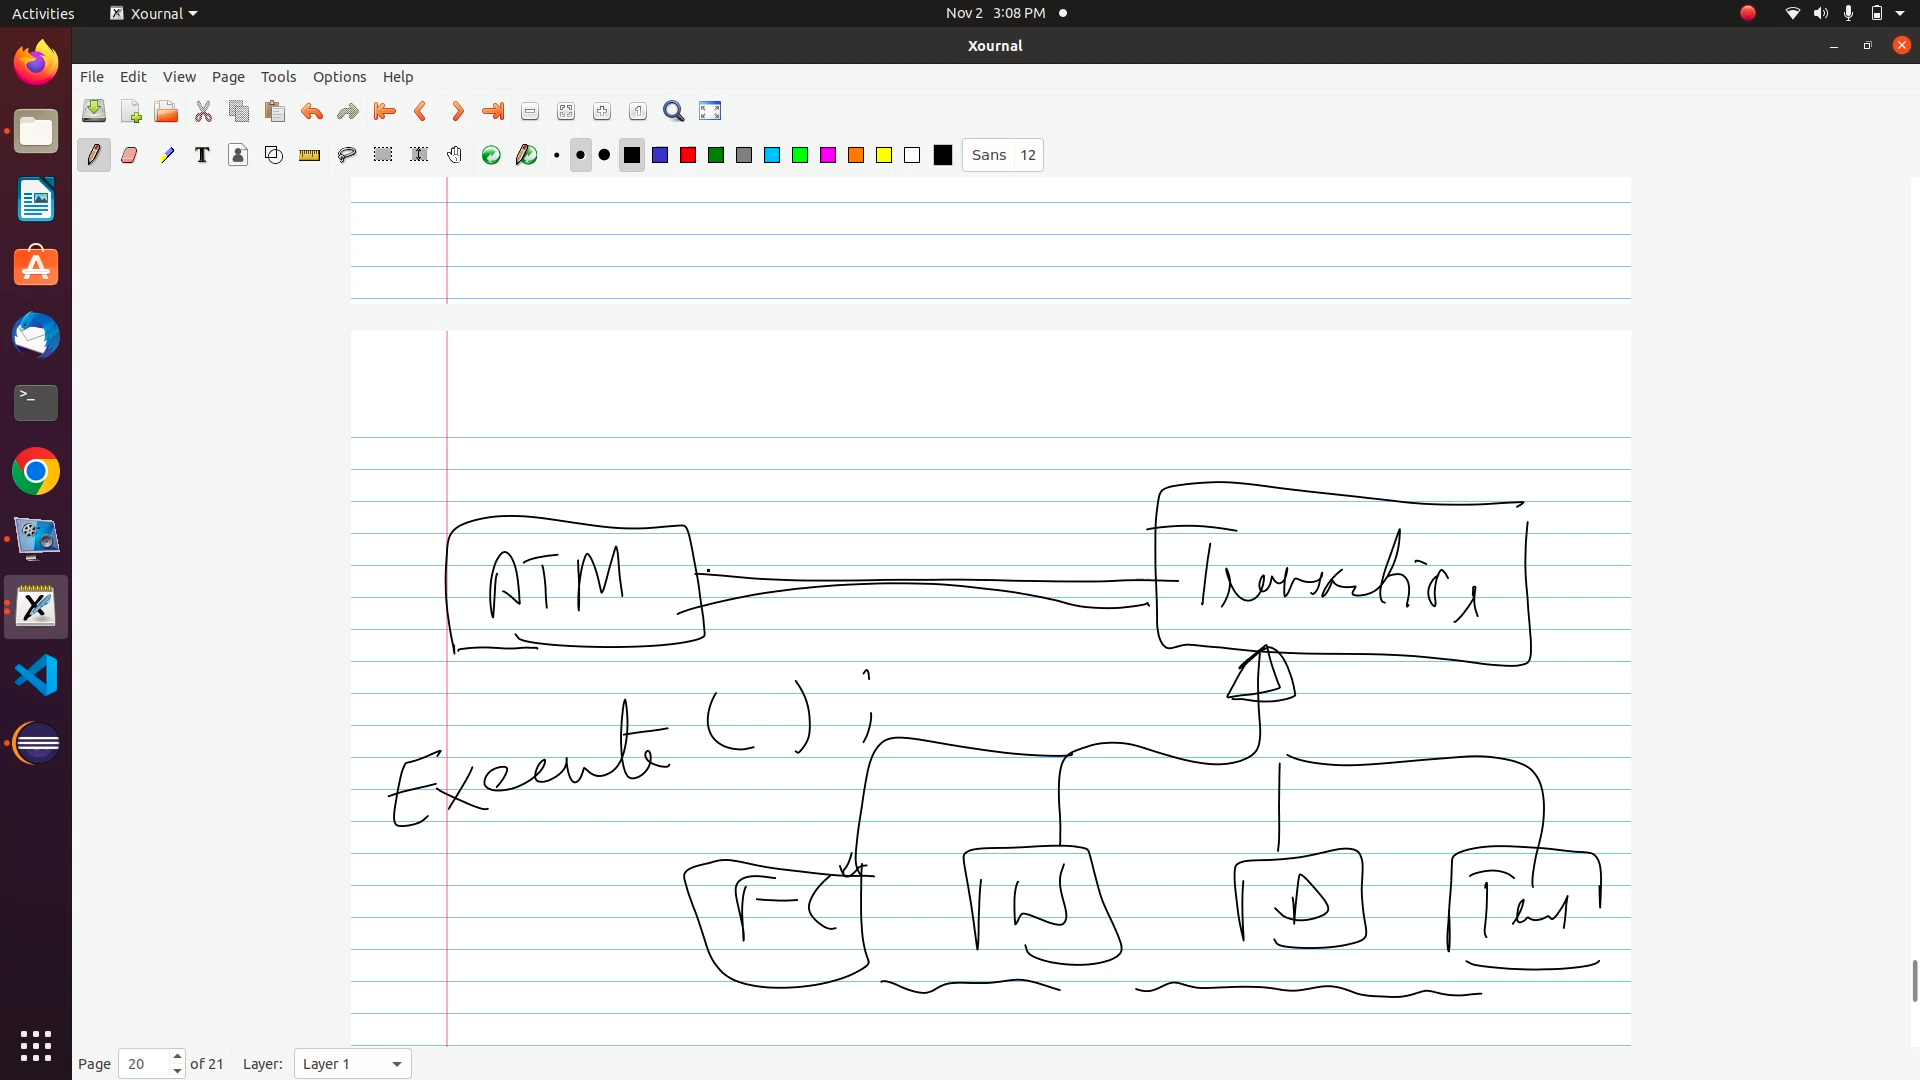 Activities Xournal Nov 2 3:08 PM
Xournal
File Edit View Page Tools Options Help
Sans 12
ATM
Transaction
Execute ( ) ;
FC W D
Page 20 of 21 Layer: Layer 1